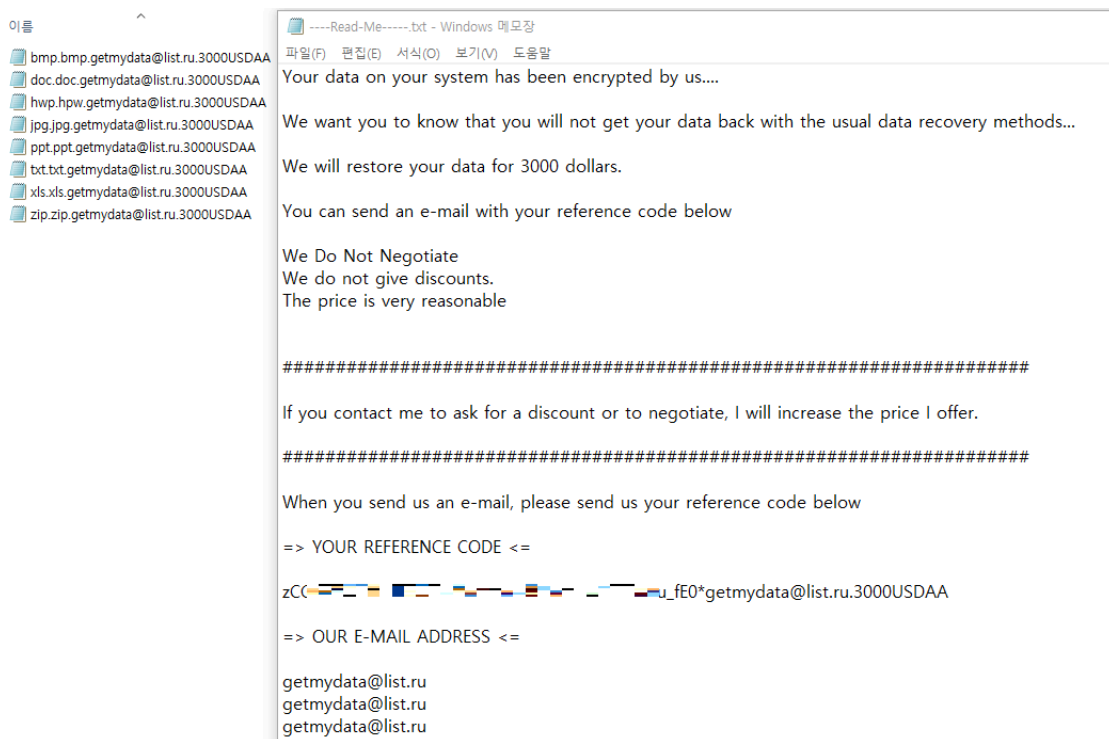 이름
bmp.bmp.getmydata@list.ru.3000USDAA
doc.doc.getmydata@list.ru.3000USDAA
hwp.hpw.getmydata@list.ru.3000USDAA
jpg.jpg.getmydata@list.ru.3000USDAA
ppt.ppt.getmydata@list.ru.3000USDAA
txt.txt.getmydata@list.ru.3000USDAA
xls.xls.getmydata@list.ru.3000USDAA
zip.zip.getmydata@list.ru.3000USDAA
----Read-Me-----.txt - Windows 메모장
파일(F) 편집(E) 서식(O) 보기(V) 도움말
Your data on your system has been encrypted by us....
We want you to know that you will not get your data back with the usual data recovery methods...
We will restore your data for 3000 dollars.
You can send an e-mail with your reference code below
We Do Not Negotiate
We do not give discounts.
The price is very reasonable
######################################################################
If you contact me to ask for a discount or to negotiate, I will increase the price I offer.
######################################################################
When you send us an e-mail, please send us your reference code below
=> YOUR REFERENCE CODE <=
u_fE0*getmydata@list.ru.3000USDAA
=> OUR E-MAIL ADDRESS <=
getmydata@list.ru
getmydata@list.ru
getmydata@list.ru